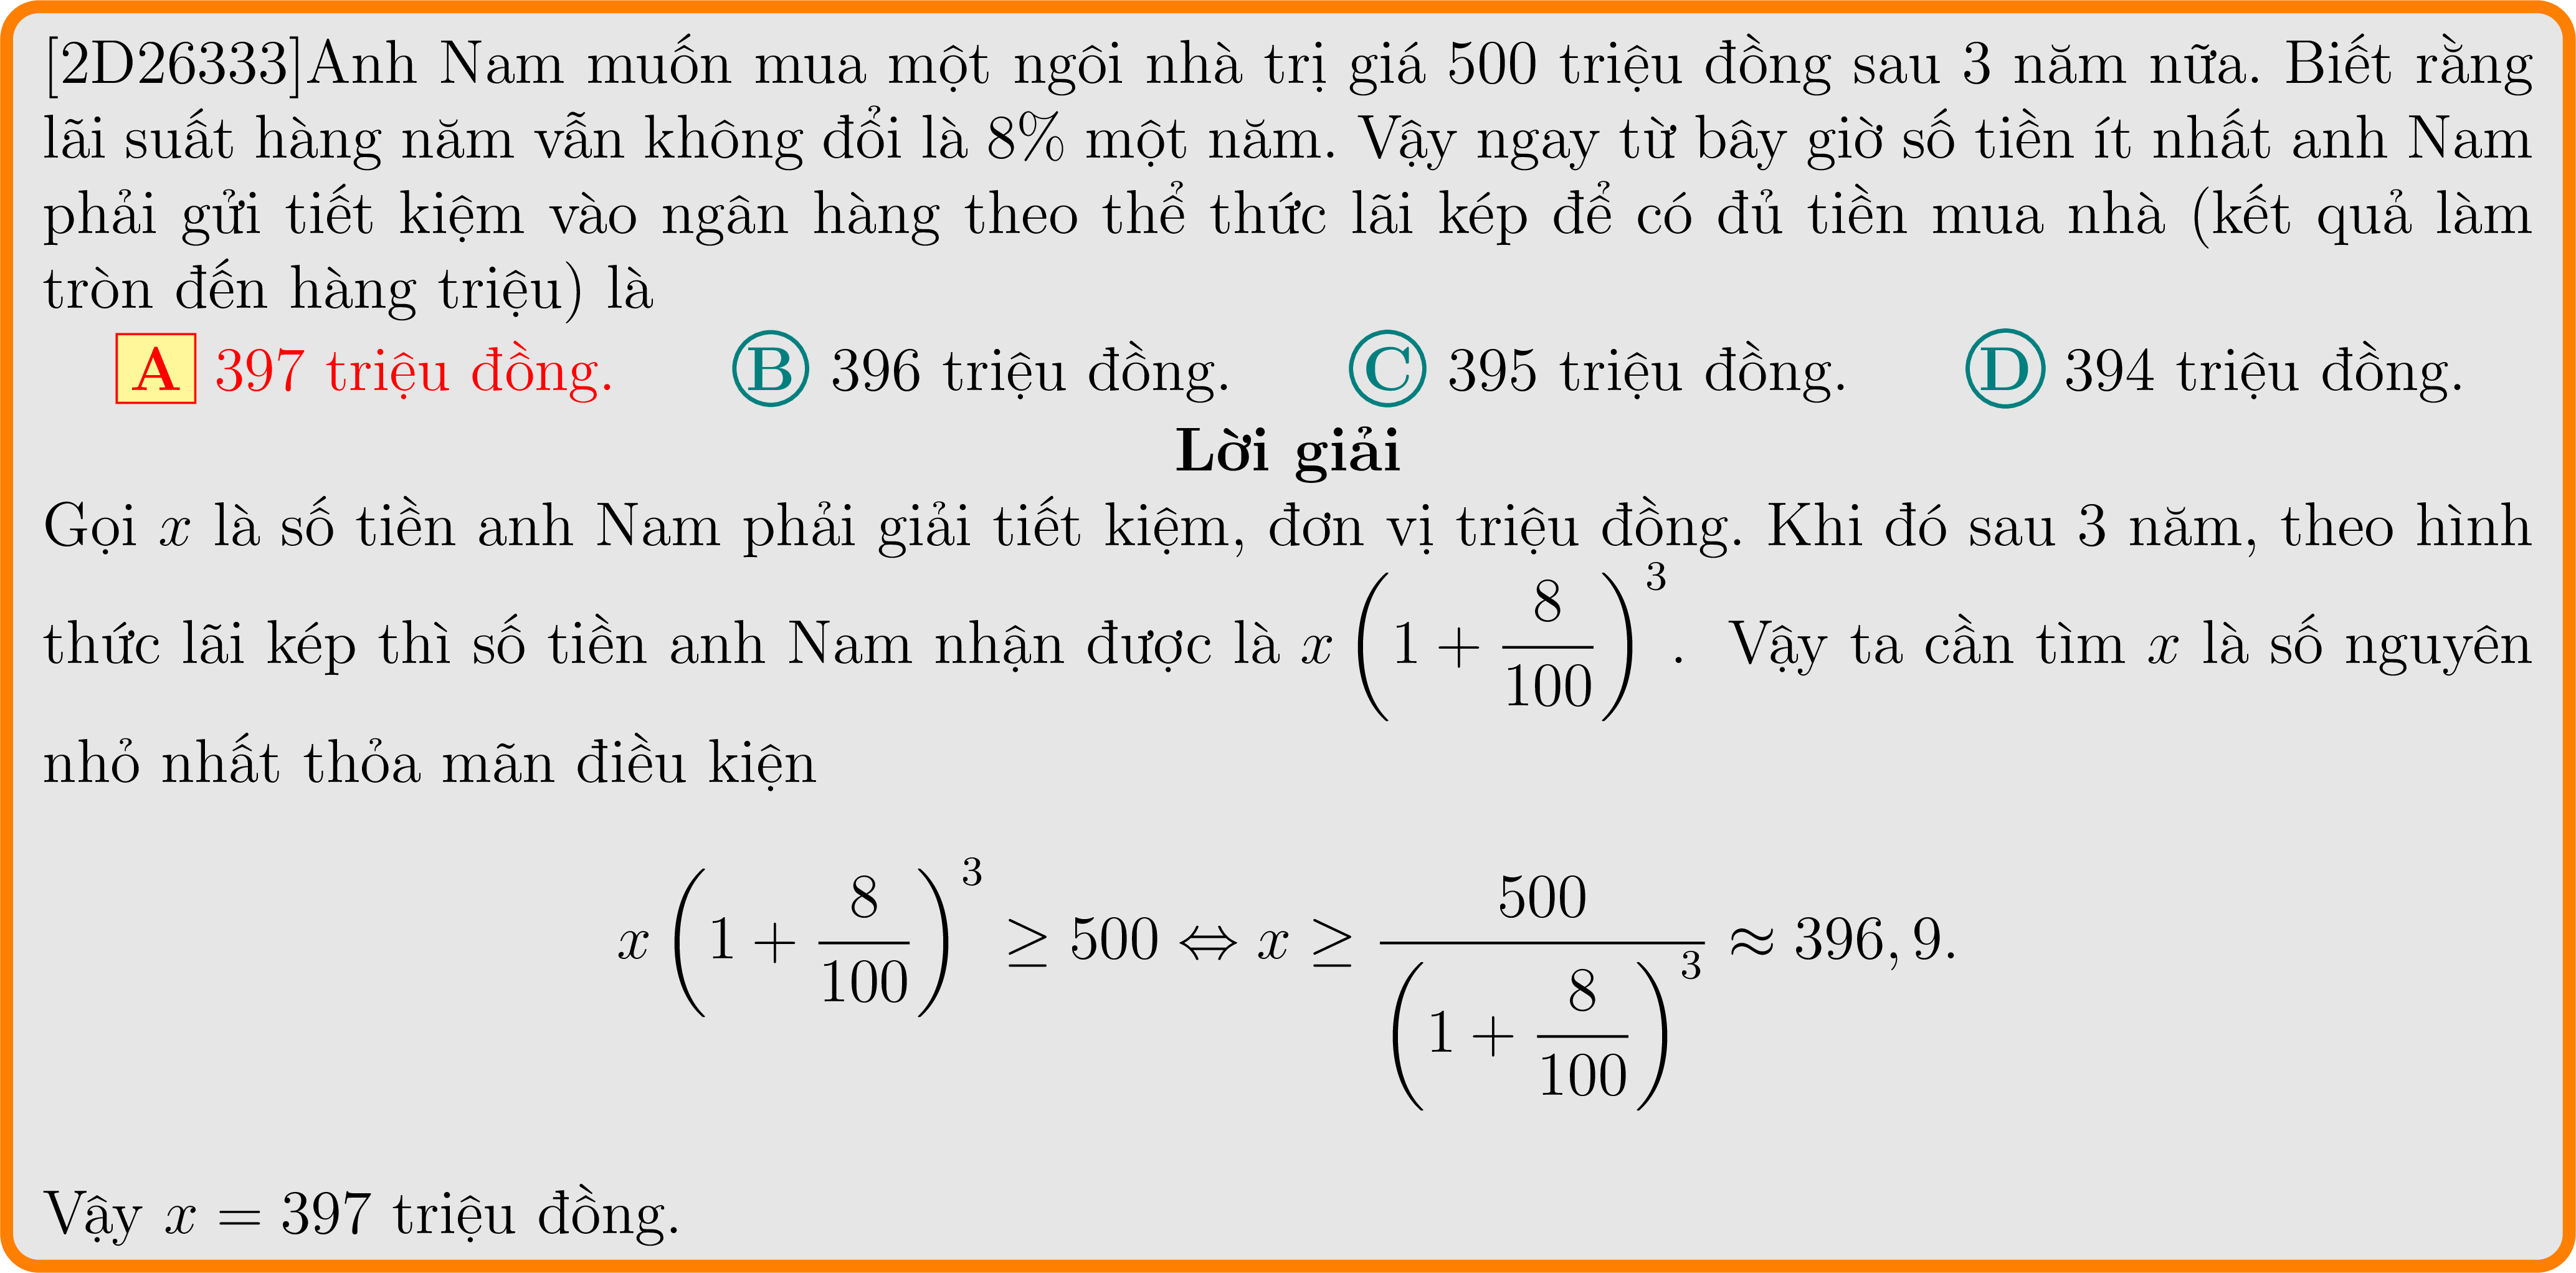 [2D26333]Anh Nam muốn mua một ngôi nhà trị giá 500 triệu đồng sau 3 năm nữa. Biết rằng
lãi suất hàng năm vẫn không đổi là 8% một năm. Vậy ngay từ bây giờ số tiền ít nhất anh Nam
phải gửi tiết kiệm vào ngân hàng theo thể thức lãi kép để có đủ tiền mua nhà (kết quả làm
tròn đến hàng triệu) là
A 397 triệu đồng. B 396 triệu đồng. C 395 triệu đồng. D 394 triệu đồng.
Lời giải
Gọi x là số tiền anh Nam phải giải tiết kiệm, đơn vị triệu đồng. Khi đó sau 3 năm, theo hình
thức lãi kép thì số tiền anh Nam nhận được là $x\left(1+\frac{8}{100}\right)^3$. Vậy ta cần tìm x là số nguyên
nhỏ nhất thỏa mãn điều kiện
$x\left(1+\frac{8}{100}\right)^3 \geq 500 \Leftrightarrow x \geq \frac{500}{\left(1+\frac{8}{100}\right)^3} \approx 396,9.$
Vậy x = 397 triệu đồng.